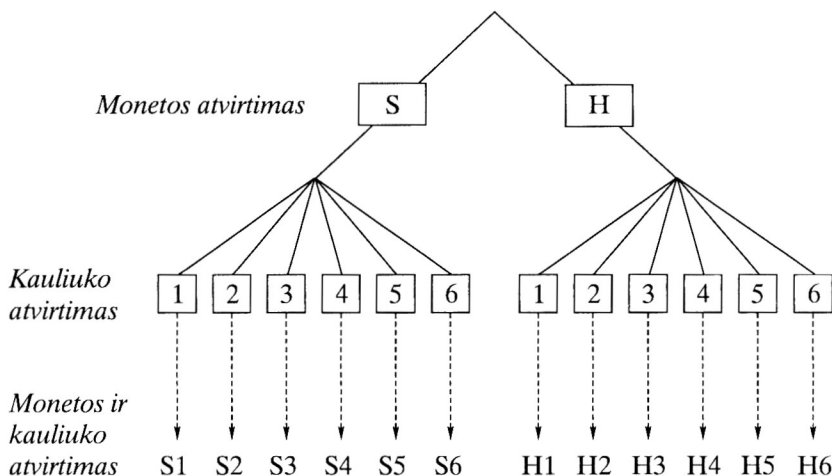 Monetos atvirtimas S H
Kauliuko
atvirtimas
1 2 3 4 5 6 1 2 3 4 5 6
Monetos ir
kauliuko
atvirtimas S1 S2 S3 S4 S5 S6 H1 H2 H3 H4 H5 H6